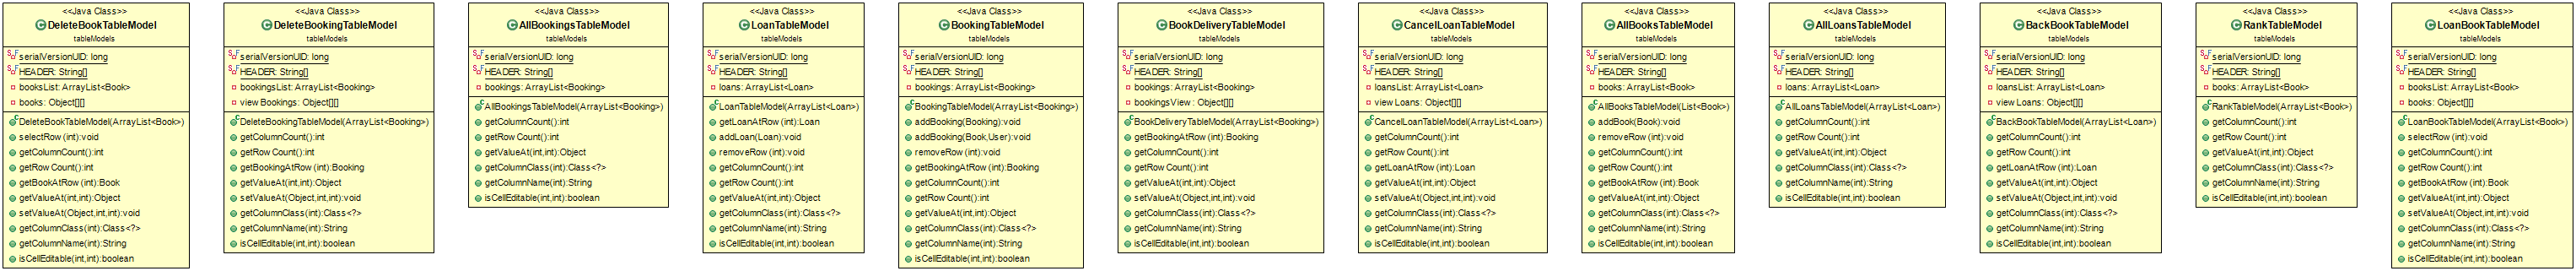 <<Java Class>>
DeleteBookTableModel
tableModels
serialVersionUID: long
HEADER: String[]
booksList: ArrayList<Book>
books: Object[][]
DeleteBookTableModel(ArrayList<Book>)
selectRow(int):void
getColumnCount():int
getRowCount():int
getBookAtRow(int):Book
getValueAt(int,int):Object
setValueAt(Object,int,int):void
getColumnClass(int):Class<?>
getColumnName(int):String
isCellEditable(int,int):boolean
<<Java Class>>
DeleteBookingTableModel
tableModels
serialVersionUID: long
HEADER: String[]
bookingsList: ArrayList<Booking>
view Bookings: Object[][]
DeleteBookingTableModel(ArrayList<Booking>)
getColumnCount():int
getRowCount():int
getBookingAtRow(int):Booking
getValueAt(int,int):Object
setValueAt(Object,int,int):void
getColumnClass(int):Class<?>
getColumnName(int):String
isCellEditable(int,int):boolean
<<Java Class>>
AllBookingsTableModel
tableModels
serialVersionUID: long
HEADER: String[]
bookings: ArrayList<Booking>
AllBookingsTableModel(ArrayList<Booking>)
getColumnCount():int
getRowCount():int
getValueAt(int,int):Object
getColumnClass(int):Class<?>
getColumnName(int):String
isCellEditable(int,int):boolean
<<Java Class>>
LoanTableModel
tableModels
serialVersionUID: long
HEADER: String[]
loans: ArrayList<Loan>
LoanTableModel(ArrayList<Loan>)
getLoanAtRow(int):Loan
addLoan(Loan):void
removeRow(int):void
getColumnCount():int
getRowCount():int
getValueAt(int,int):Object
getColumnClass(int):Class<?>
getColumnName(int):String
isCellEditable(int,int):boolean
<<Java Class>>
BookingTableModel
tableModels
serialVersionUID: long
HEADER: String[]
bookings: ArrayList<Booking>
BookingTableModel(ArrayList<Booking>)
addBooking(Booking):void
addBooking(Book,User):void
removeRow(int):void
getBookingAtRow(int):Booking
getColumnCount():int
getRowCount():int
getValueAt(int,int):Object
getColumnClass(int):Class<?>
getColumnName(int):String
isCellEditable(int,int):boolean
<<Java Class>>
BookDeliveryTableModel
tableModels
serialVersionUID: long
HEADER: String[]
bookings: ArrayList<Booking>
bookingsView: Object[][]
BookDeliveryTableModel(ArrayList<Booking>)
getBookingAtRow(int):Booking
getColumnCount():int
getRowCount():int
getValueAt(int,int):Object
setValueAt(Object,int,int):void
getColumnClass(int):Class<?>
getColumnName(int):String
isCellEditable(int,int):boolean
<<Java Class>>
CancelLoanTableModel
tableModels
serialVersionUID: long
HEADER: String[]
loansList: ArrayList<Loan>
view Loans: Object[][]
CancelLoanTableModel(ArrayList<Loan>)
getColumnCount():int
getRowCount():int
getLoanAtRow(int):Loan
getValueAt(int,int):Object
setValueAt(Object,int,int):void
getColumnClass(int):Class<?>
getColumnName(int):String
isCellEditable(int,int):boolean
<<Java Class>>
AllBooksTableModel
tableModels
serialVersionUID: long
HEADER: String[]
books: ArrayList<Book>
AllBooksTableModel(List<Book>)
addBook(Book):void
removeRow(int):void
getColumnCount():int
getRowCount():int
getBookAtRow(int):Book
getValueAt(int,int):Object
getColumnClass(int):Class<?>
getColumnName(int):String
isCellEditable(int,int):boolean
<<Java Class>>
AllLoansTableModel
tableModels
serialVersionUID: long
HEADER: String[]
loans: ArrayList<Loan>
AllLoansTableModel(ArrayList<Loan>)
getColumnCount():int
getRowCount():int
getValueAt(int,int):Object
getColumnClass(int):Class<?>
getColumnName(int):String
isCellEditable(int,int):boolean
<<Java Class>>
BackBookTableModel
tableModels
serialVersionUID: long
HEADER: String[]
loansList: ArrayList<Loan>
view Loans: Object[][]
BackBookTableModel(ArrayList<Loan>)
getColumnCount():int
getRowCount():int
getLoanAtRow(int):Loan
getValueAt(int,int):Object
setValueAt(Object,int,int):void
getColumnClass(int):Class<?>
getColumnName(int):String
isCellEditable(int,int):boolean
<<Java Class>>
RankTableModel
tableModels
serialVersionUID: long
HEADER: String[]
books: ArrayList<Book>
RankTableModel(ArrayList<Book>)
getColumnCount():int
getRowCount():int
getValueAt(int,int):Object
getColumnClass(int):Class<?>
getColumnName(int):String
isCellEditable(int,int):boolean
<<Java Class>>
LoanBookTableModel
tableModels
serialVersionUID: long
HEADER: String[]
booksList: ArrayList<Book>
books: Object[][]
LoanBookTableModel(ArrayList<Book>)
selectRow(int):void
getColumnCount():int
getRowCount():int
getBookAtRow(int):Book
getValueAt(int,int):Object
setValueAt(Object,int,int):void
getColumnClass(int):Class<?>
getColumnName(int):String
isCellEditable(int,int):boolean